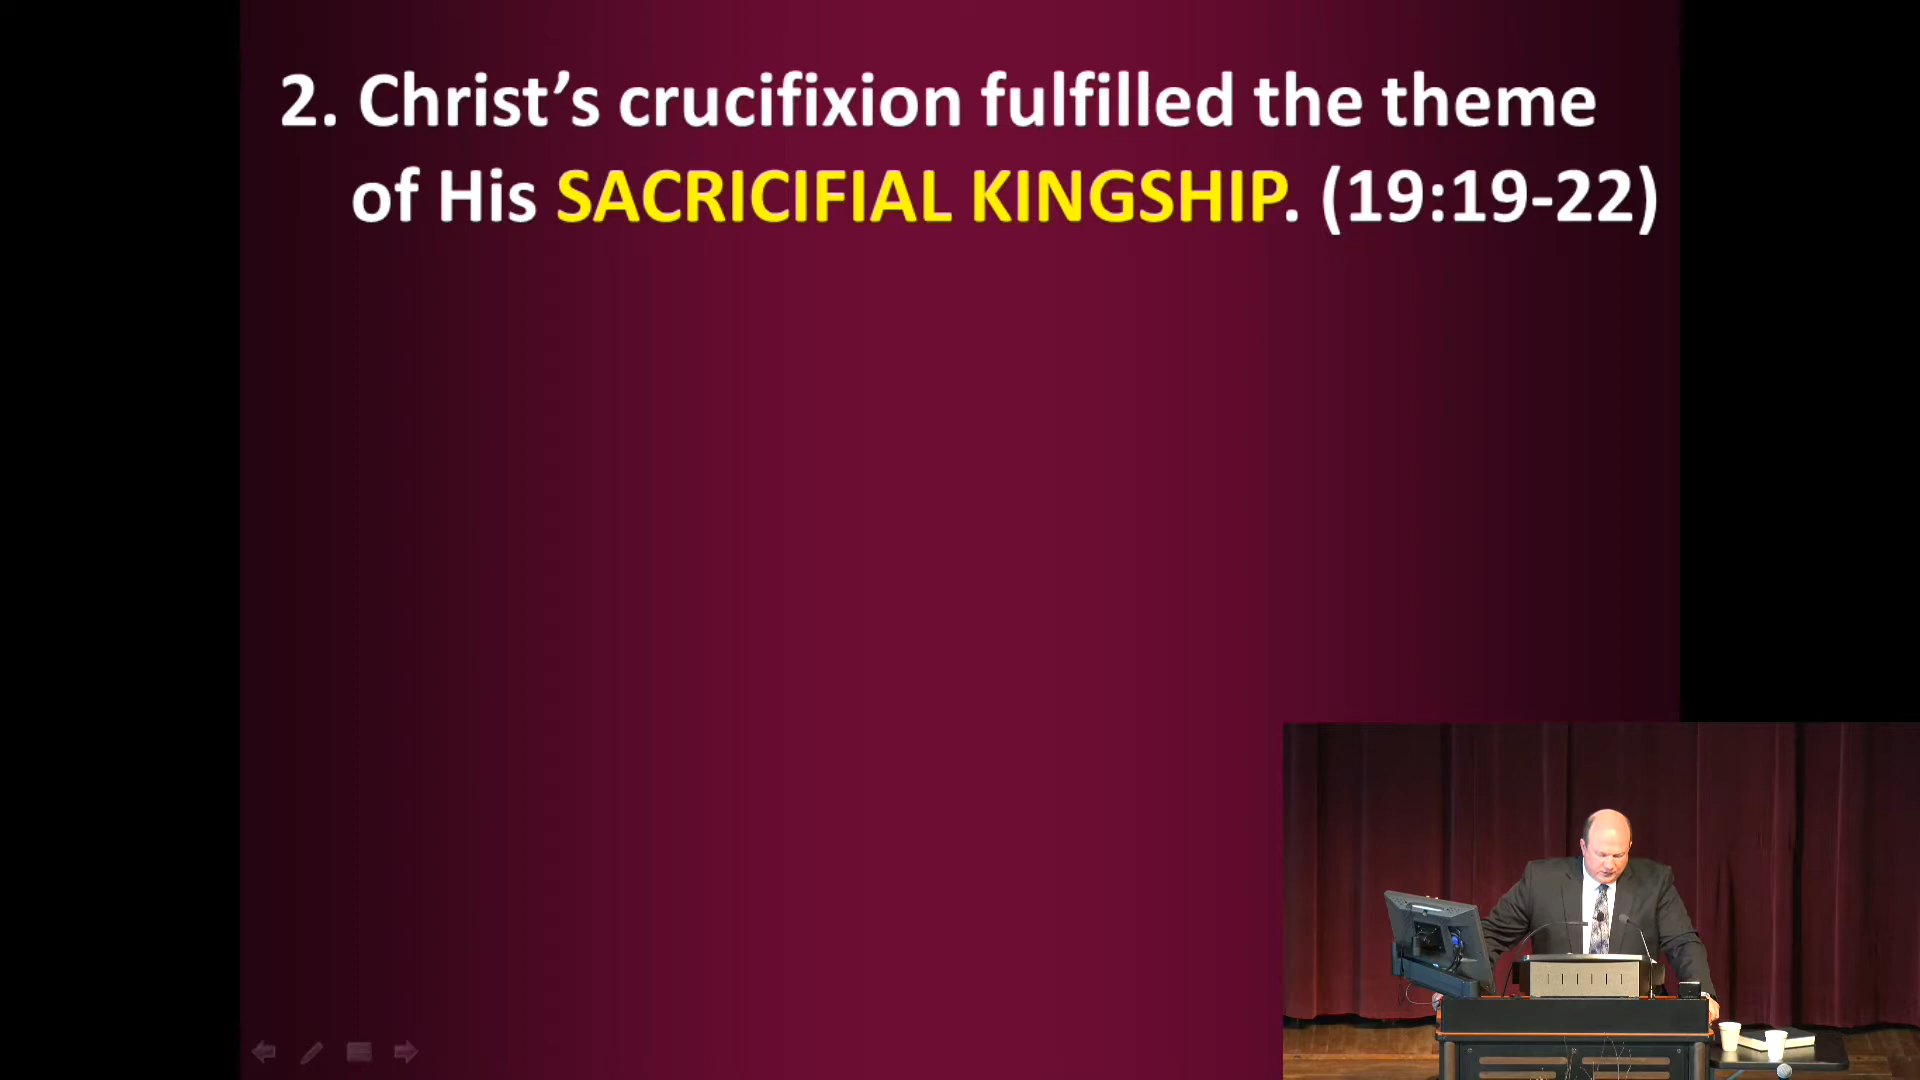 2. Christ’s crucifixion fulfilled the theme
of His SACRICIFIAL KINGSHIP. (19:19-22)